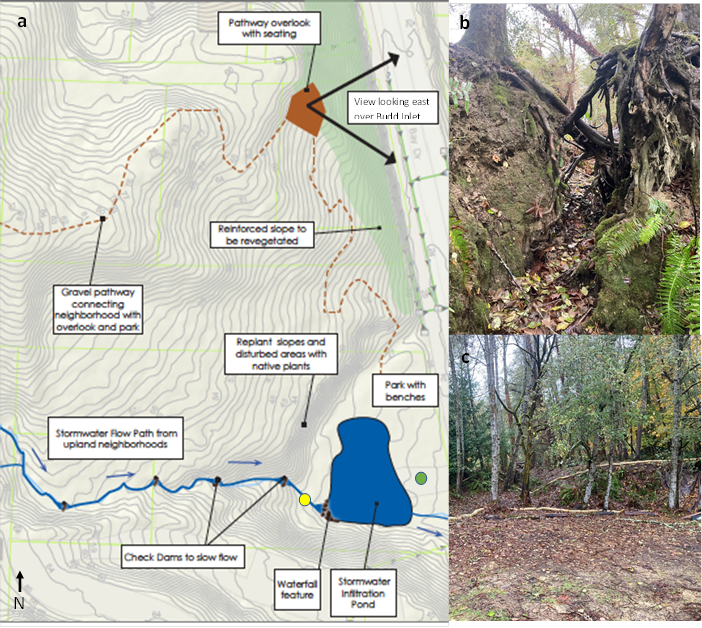 a
Pathway overlook
with seating
View looking east
over Budd Inlet
Bay Dr
Reinforced slope to
be revegetated
Gravel pathway
connecting
neighborhood with
overlook and park
Replant slopes and
disturbed areas with
native plants
Park with
benches
Stormwater Flow Path from
upland neighborhoods
Check Dams to slow flow
Waterfall
feature
Stormwater
Infiltration
Pond
N
b
c